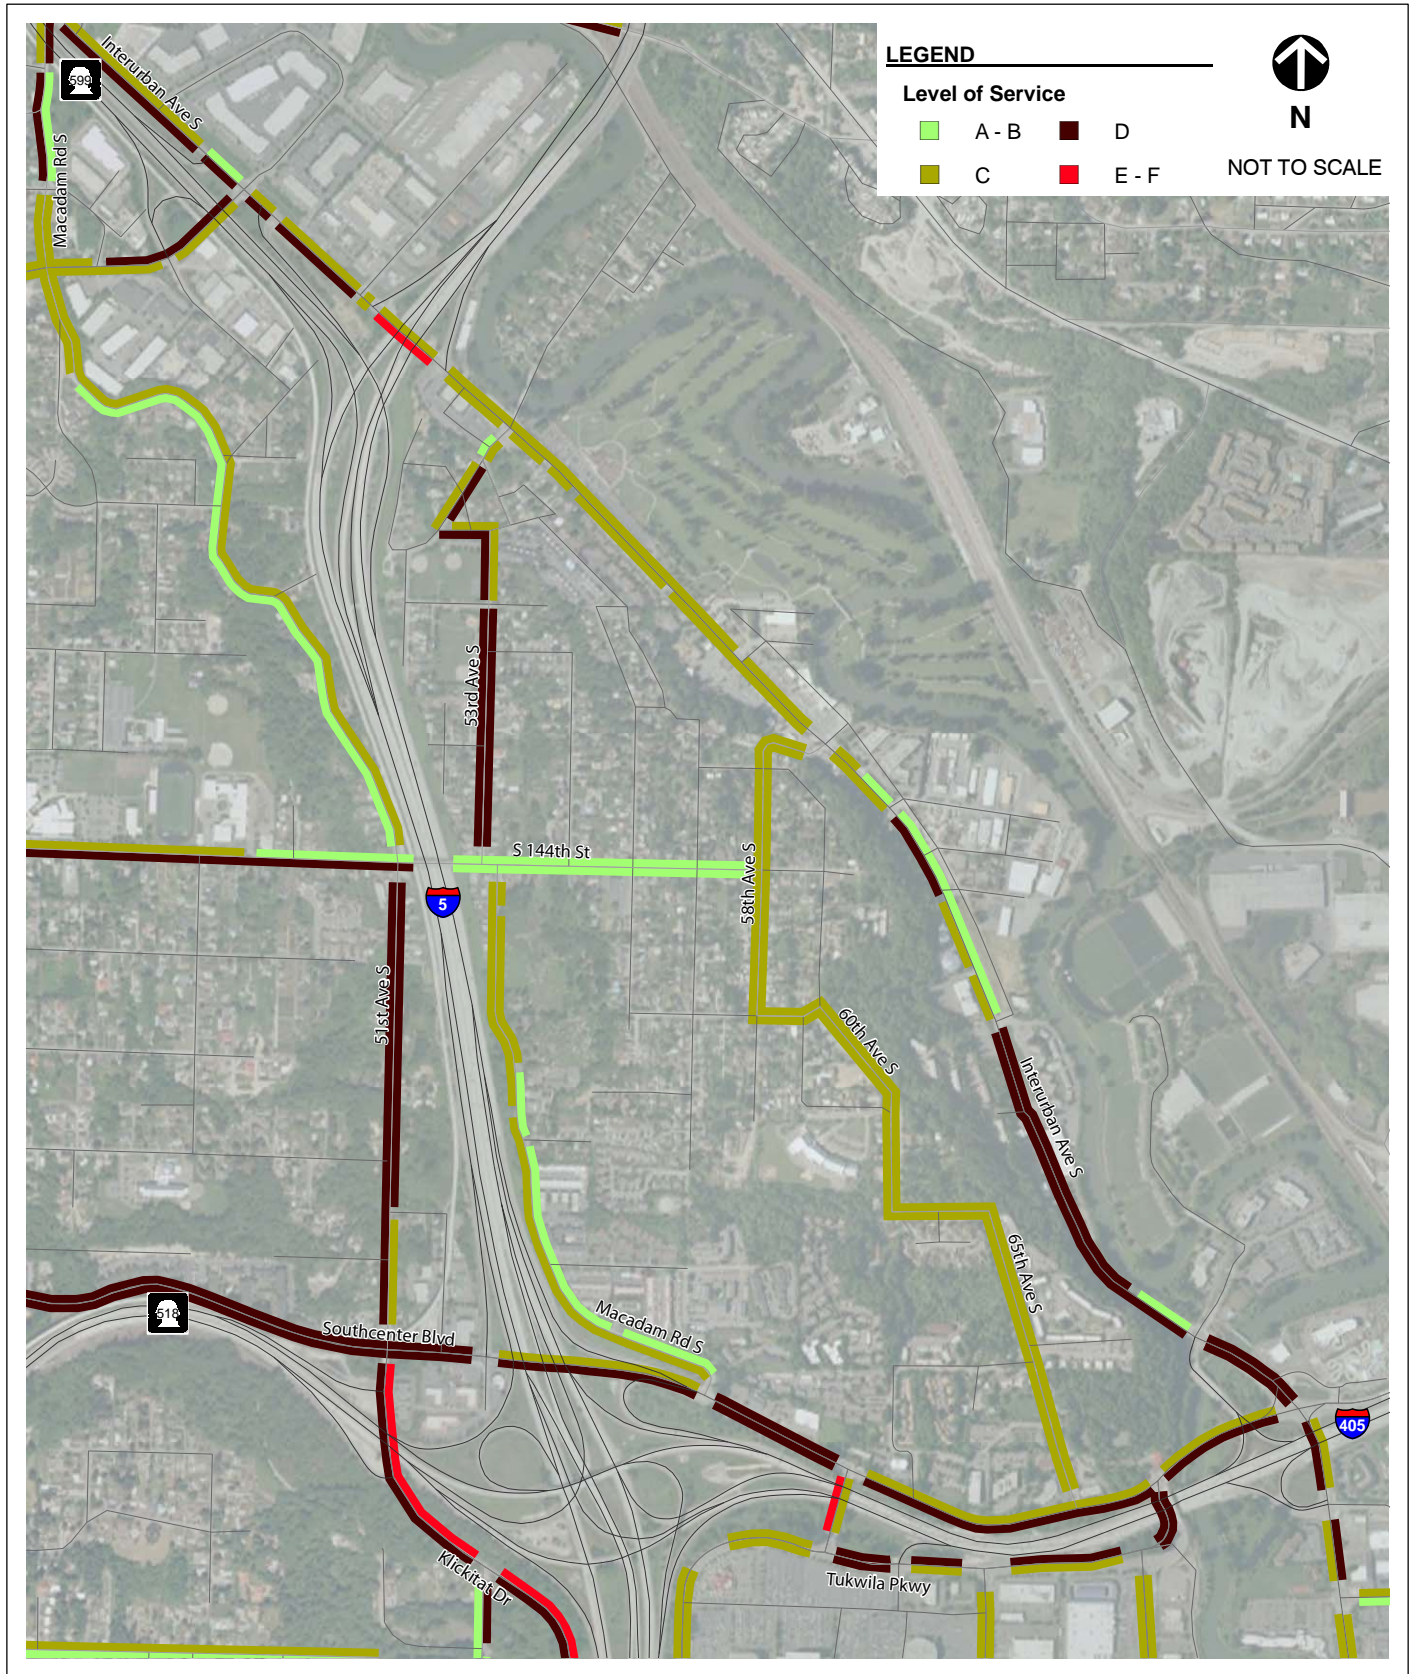 LEGEND
Level of Service
A - B
D
C
E - F
N
NOT TO SCALE
599
Interurban Ave S
Macadam Rd S
53rd Ave S
S 144th St
58th Ave S
5
51st Ave S
60th Ave S
Interurban Ave S
65th Ave S
518
Southcenter Blvd
Macadam Rd S
405
Klickitat Dr
Tukwila Pkwy